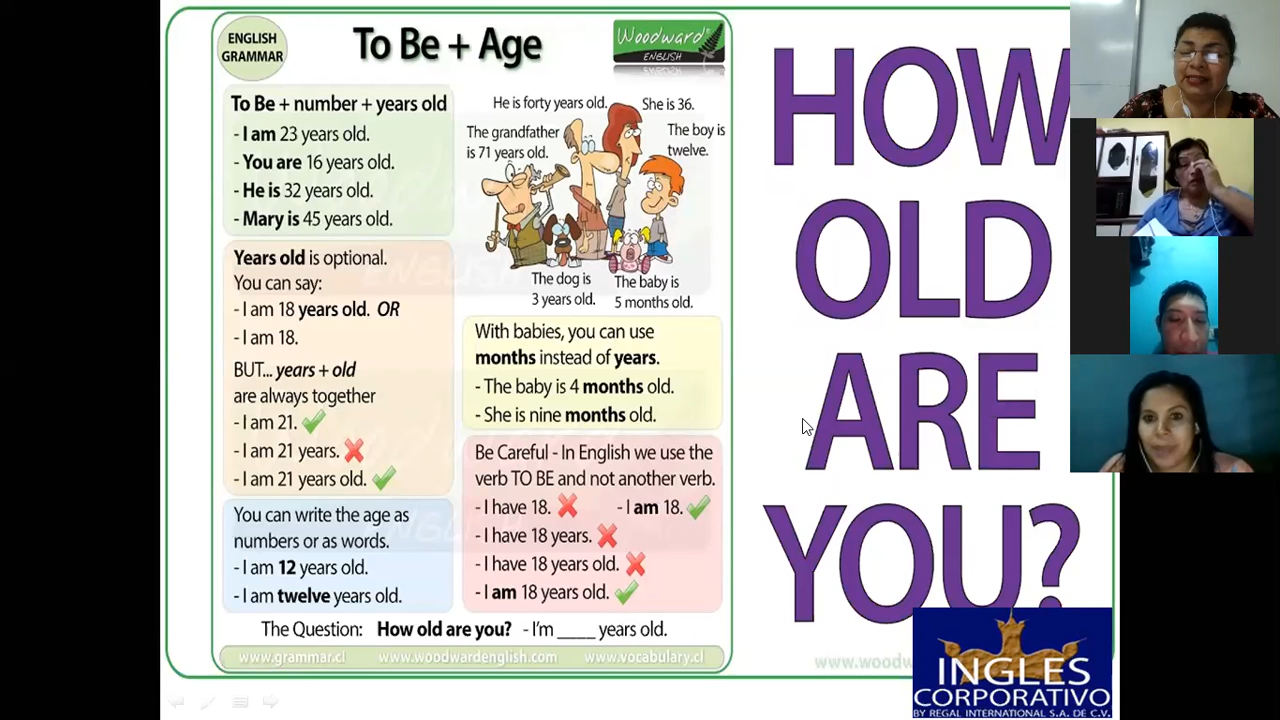 ENGLISH
GRAMMAR
To Be + Age
Woodward®
ENGLISH
To Be + number + years old
- I am 23 years old.
- You are 16 years old.
- He is 32 years old.
- Mary is 45 years old.
Years old is optional.
You can say:
- I am 18 years old. OR
- I am 18.
BUT... years + old
are always together
- I am 21.
- I am 21 years.
- I am 21 years old.
You can write the age as
numbers or as words.
- I am 12 years old.
- I am twelve years old.
He is forty years old.
She is 36.
The grandfather
is 71 years old.
The boy is
twelve.
The dog is
3 years old.
The baby is
5 months old.
With babies, you can use
months instead of years.
- The baby is 4 months old.
- She is nine months old.
Be Careful - In English we use the
verb TO BE and not another verb.
- I have 18. - I am 18.
- I have 18 years.
- I have 18 years old.
- I am 18 years old.
The Question: How old are you? - I'm ____ years old.
www.grammar.cl www.woodwardenglish.com www.vocabulary.cl
HOW
OLD
ARE
YOU?
www.woodw
INGLES
CORPORATIVO
BY REGAL INTERNATIONAL S.A. DE C.V.